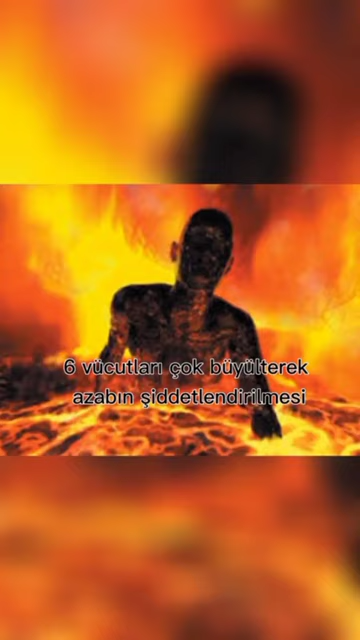 6 vücutları çok büyülterek
azabın şiddetlendirilmesi